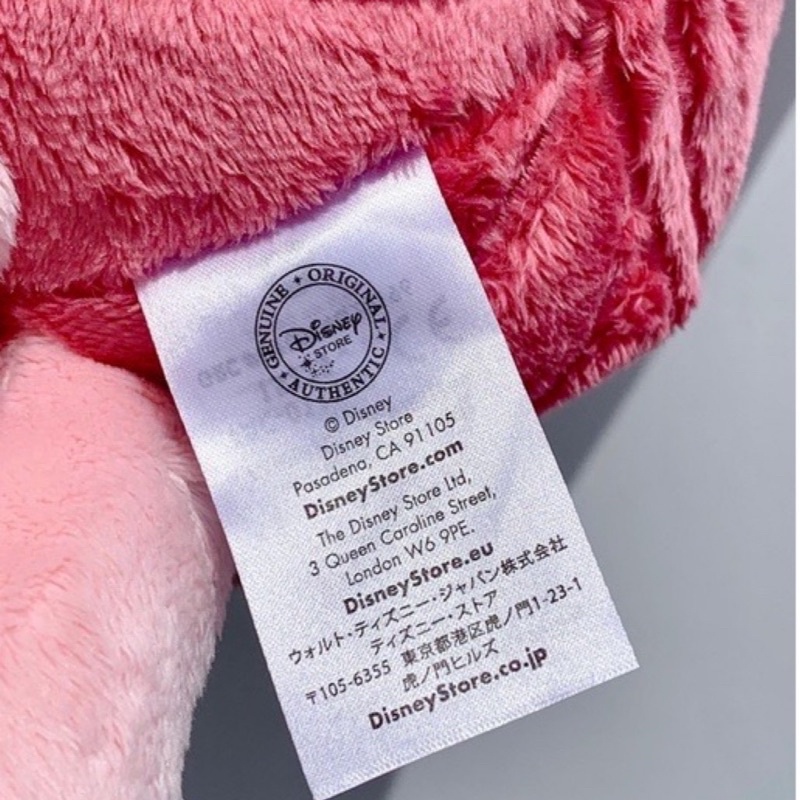 GENUINE • ORIGINAL • AUTHENTIC
Disney
STORE
© Disney
Disney Store
Pasadena, CA 91105
DisneyStore.com
The Disney Store Ltd,
3 Queen Caroline Street,
London W6 9PE.
DisneyStore.eu
ウォルト・ディズニー・ジャパン株式会社
ディズニー・ストア
〒105-6355 東京都港区虎ノ門1-23-1
虎ノ門ヒルズ
DisneyStore.co.jp